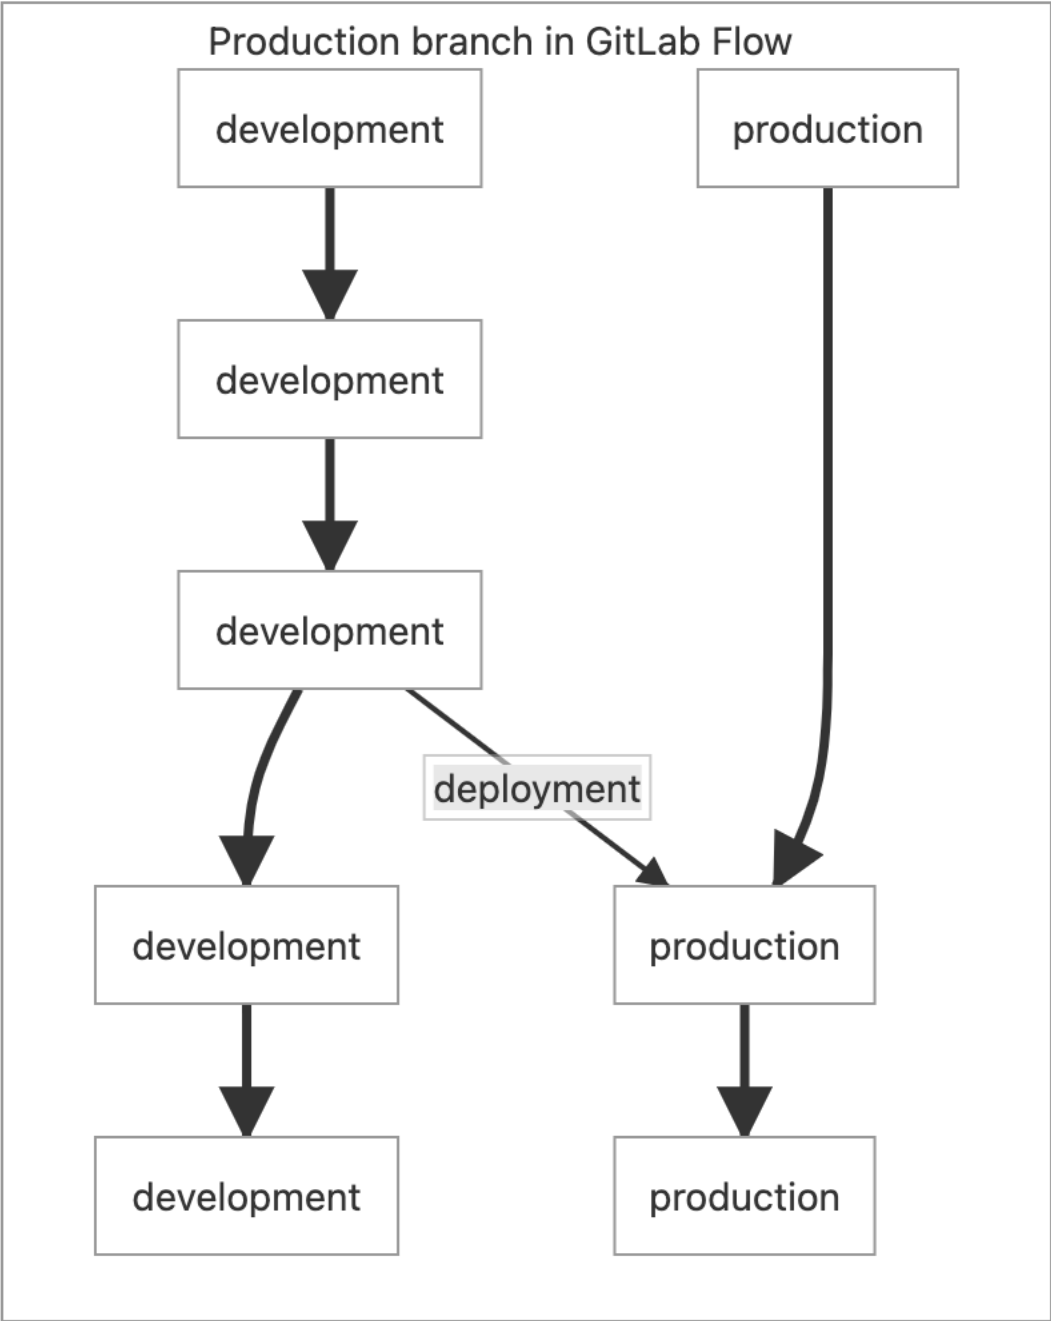 Production branch in GitLab Flow
development
production
development
development
deployment
development
production
development
production